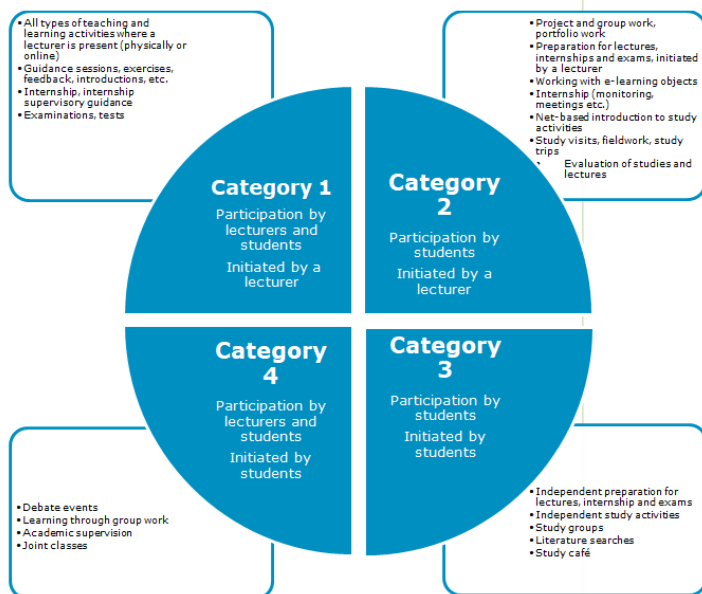 •All types of teaching and
learning activities where a
lecturer is present (physically or
online)
•Guidance sessions, exercises,
feedback, introductions, etc.
•Internship, internship
supervisory guidance
•Examinations, tests
•Project and group work,
portfolio work
•Preparation for lectures,
internships and exams, initiated
by a lecturer
•Working with e-learning objects
•Internship (monitoring,
meetings etc.)
•Net-based introduction to study
activities
•Study visits, fieldwork, study
trips
• Evaluation of studies and
lectures
Category 1
Participation by
lecturers and
students
Initiated by a
lecturer
Category
2
Participation by
students
Initiated by a
lecturer
Category
4
Participation by
lecturers and
students
Initiated by
students
Category
3
Participation by
students
Initiated by
students
•Debate events
•Learning through group work
•Academic supervision
•Joint classes
•Independent preparation for
lectures, internship and exams
•Independent study activities
•Study groups
•Literature searches
•Study café